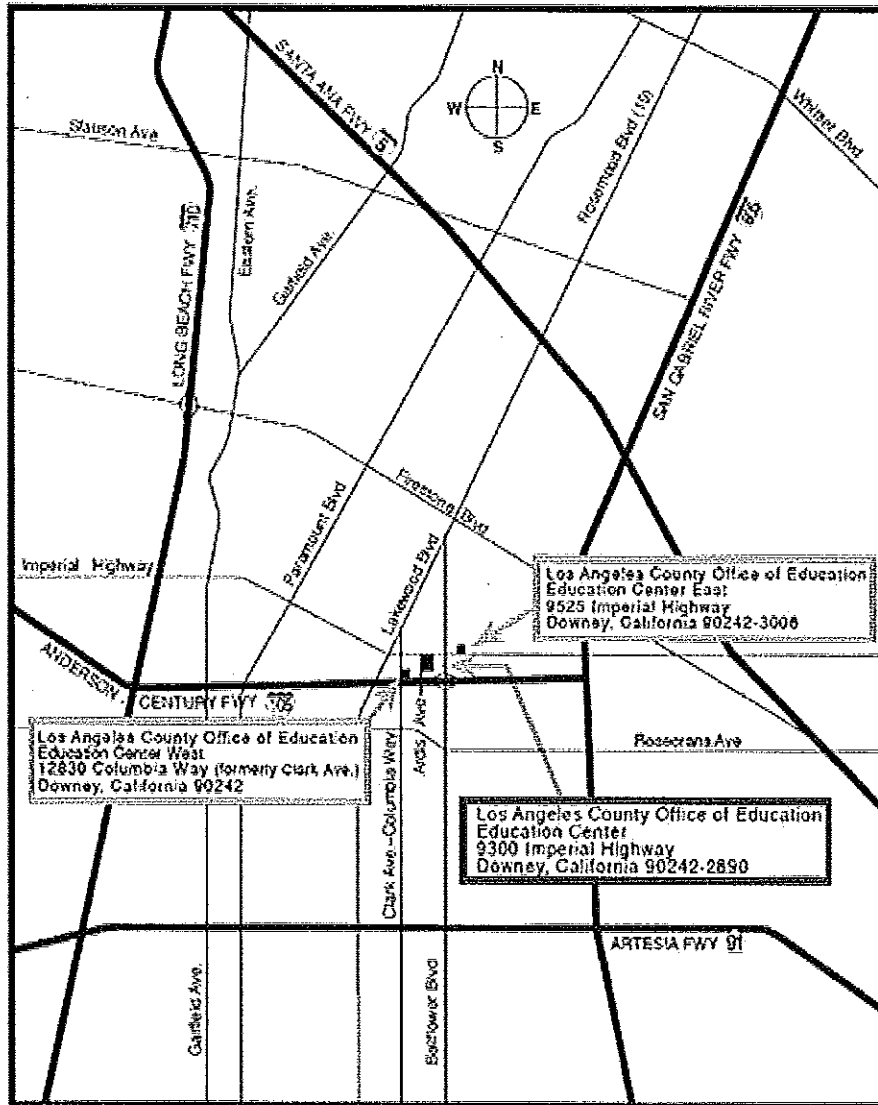 N
W E
S
SANTA ANA FWY 5
Slauson Ave
Whittier Blvd
Rosemead Blvd (19)
LONG BEACH FWY 710
Eastern Ave.
Garfield Ave.
SAN GABRIEL RIVER FWY 605
Firestone Blvd
Paramount Blvd
Lakewood Blvd
Imperial Highway
Los Angeles County Office of Education
Education Center East
9525 Imperial Highway
Downey, California 90242-3006
ANDERSON
CENTURY FWY 105
Los Angeles County Office of Education
Education Center West
12830 Columbia Way (formerly Clark Ave.)
Downey, California 90242
Clark Ave.-Columbia Way
Ardis Ave
Rosecrans Ave
Los Angeles County Office of Education
Education Center
9300 Imperial Highway
Downey, California 90242-2890
ARTESIA FWY 91
Garfield Ave.
Bellflower Blvd